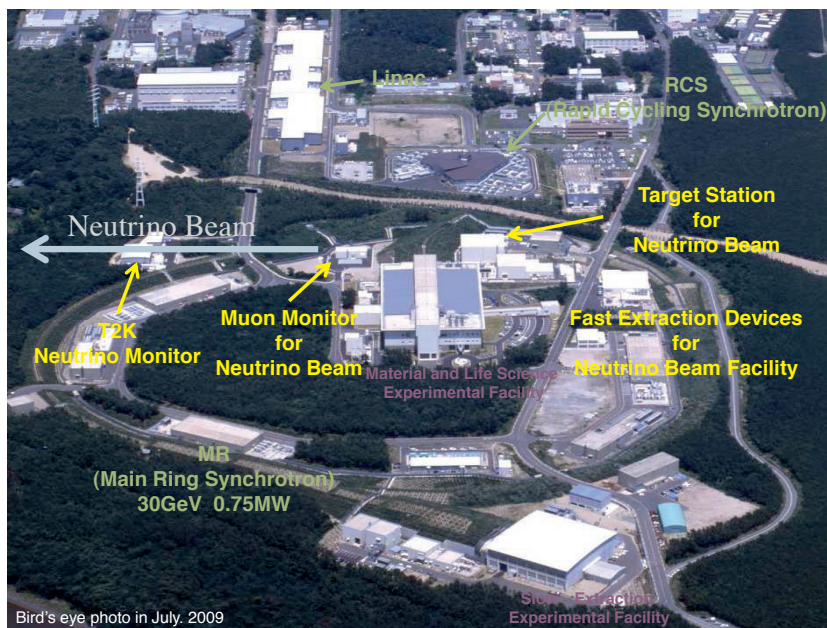 Linac
RCS
(Rapid Cycling Synchrotron)
Target Station
for
Neutrino Beam
Neutrino Beam
T2K
Neutrino Monitor
Muon Monitor
for
Neutrino Beam
Fast Extraction Devices
for
Neutrino Beam Facility
Material and Life Science
Experimental Facility
MR
(Main Ring Synchrotron)
30GeV 0.75MW
Slow Extraction
Experimental Facility
Bird's eye photo in July. 2009